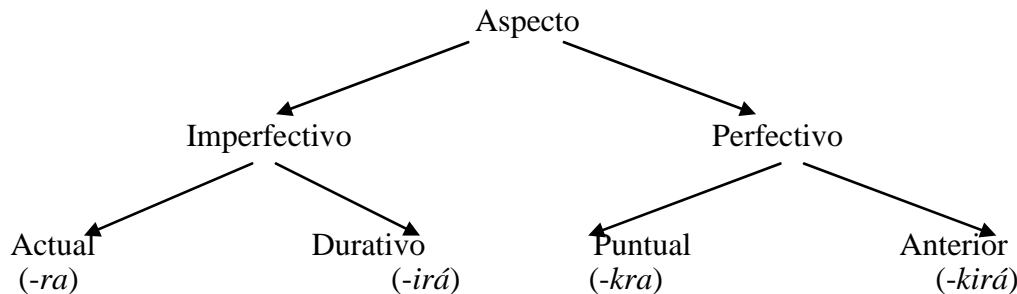 Aspecto
Imperfectivo Perfectivo
Actual Durativo Puntual Anterior
(-ra) (-irá) (-kra) (-kirá)